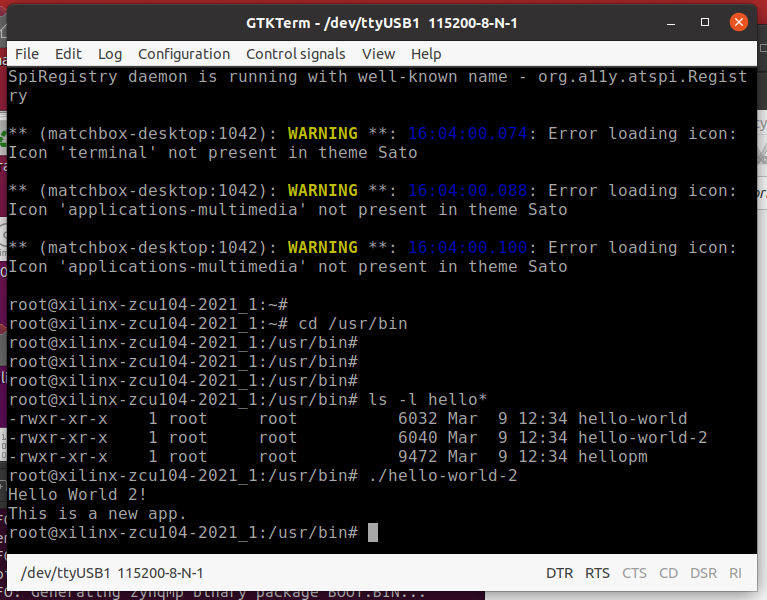 GTKTerm - /dev/ttyUSB1 115200-8-N-1
File Edit Log Configuration Control signals View Help
SpiRegistry daemon is running with well-known name - org.a11y.atspi.Regist
ry
** (matchbox-desktop:1042): WARNING **: 16:04:00.074: Error loading icon:
Icon 'terminal' not present in theme Sato
** (matchbox-desktop:1042): WARNING **: 16:04:00.088: Error loading icon:
Icon 'applications-multimedia' not present in theme Sato
** (matchbox-desktop:1042): WARNING **: 16:04:00.100: Error loading icon:
Icon 'applications-multimedia' not present in theme Sato
root@xilinx-zcu104-2021_1:~#
root@xilinx-zcu104-2021_1:~# cd /usr/bin
root@xilinx-zcu104-2021_1:/usr/bin#
root@xilinx-zcu104-2021_1:/usr/bin#
root@xilinx-zcu104-2021_1:/usr/bin#
root@xilinx-zcu104-2021_1:/usr/bin# ls -l hello*
-rwxr-xr-x    1 root     root          6032 Mar  9 12:34 hello-world
-rwxr-xr-x    1 root     root          6040 Mar  9 12:34 hello-world-2
-rwxr-xr-x    1 root     root          9472 Mar  9 12:34 hellopm
root@xilinx-zcu104-2021_1:/usr/bin# ./hello-world-2
Hello World 2!
This is a new app.
root@xilinx-zcu104-2021_1:/usr/bin#
/dev/ttyUSB1 115200-8-N-1 DTR RTS CTS CD DSR RI
FO: Generating zynqmp binary package BOOT.BIN...